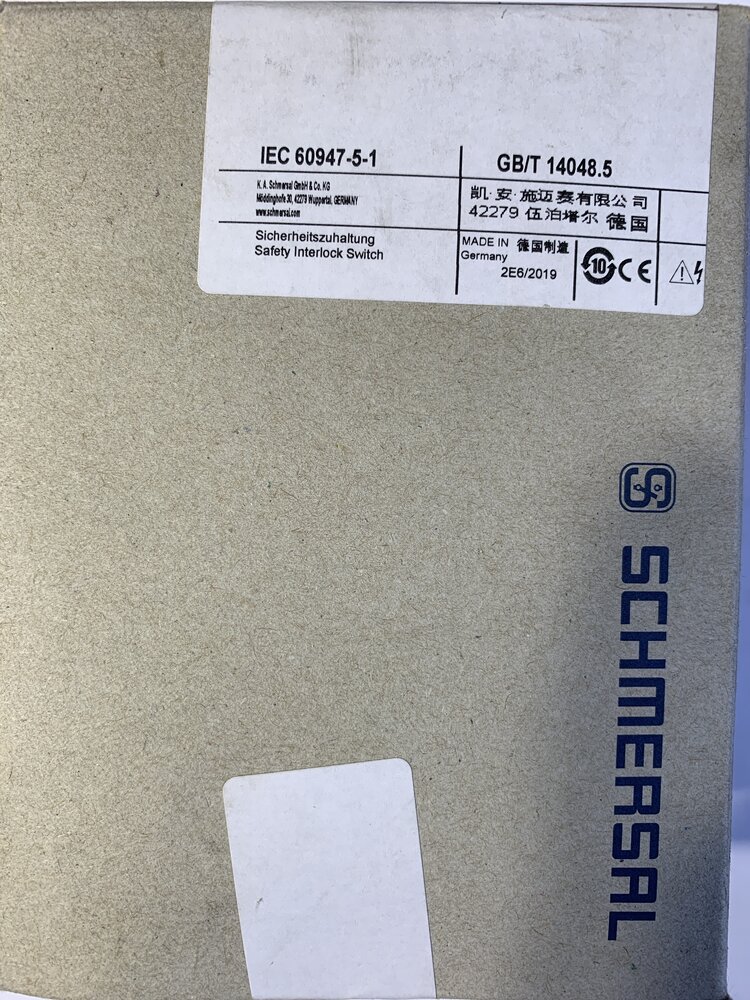 IEC 60947-5-1
GB/T 14048.5
K. A. Schmersal GmbH & Co. KG
Möddinghofe 30, 42279 Wuppertal, GERMANY
www.schmersal.com
凯·安·施迈赛有限公司
42279 伍泊塔尔 德国
Sicherheitszuhaltung
Safety Interlock Switch
MADE IN 德国制造
Germany
2E6/2019
10
CE
SCHMERSAL